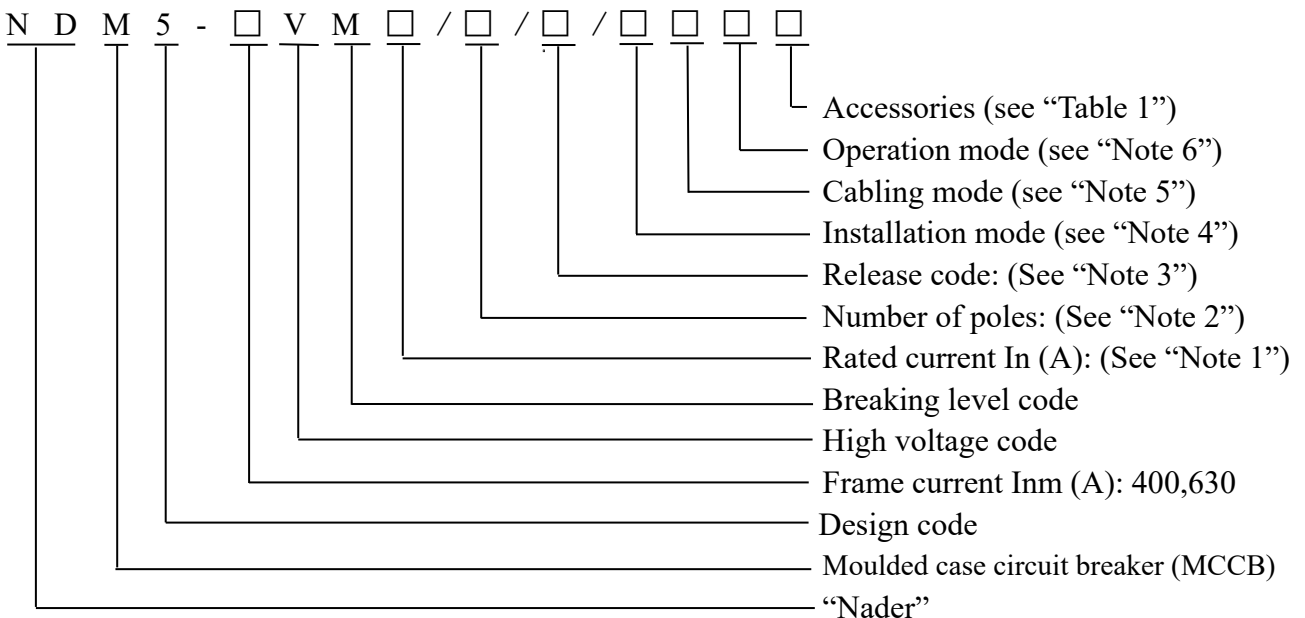 N D M 5 - □ V M □ / □ / □ / □ □ □ □
Accessories (see “Table 1”)
Operation mode (see “Note 6”)
Cabling mode (see “Note 5”)
Installation mode (see “Note 4”)
Release code: (See “Note 3”)
Number of poles: (See “Note 2”)
Rated current In (A): (See “Note 1”)
Breaking level code
High voltage code
Frame current Inm (A): 400,630
Design code
Moulded case circuit breaker (MCCB)
“Nader”